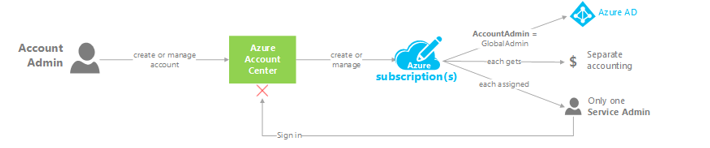 Account
Admin
create or manage
account
Azure
Account
Center
create or
manage
Azure
subscription(s)
AccountAdmin =
GlobalAdmin
Azure AD
each gets
$
Separate
accounting
each assigned
Only one
Service Admin
Sign in